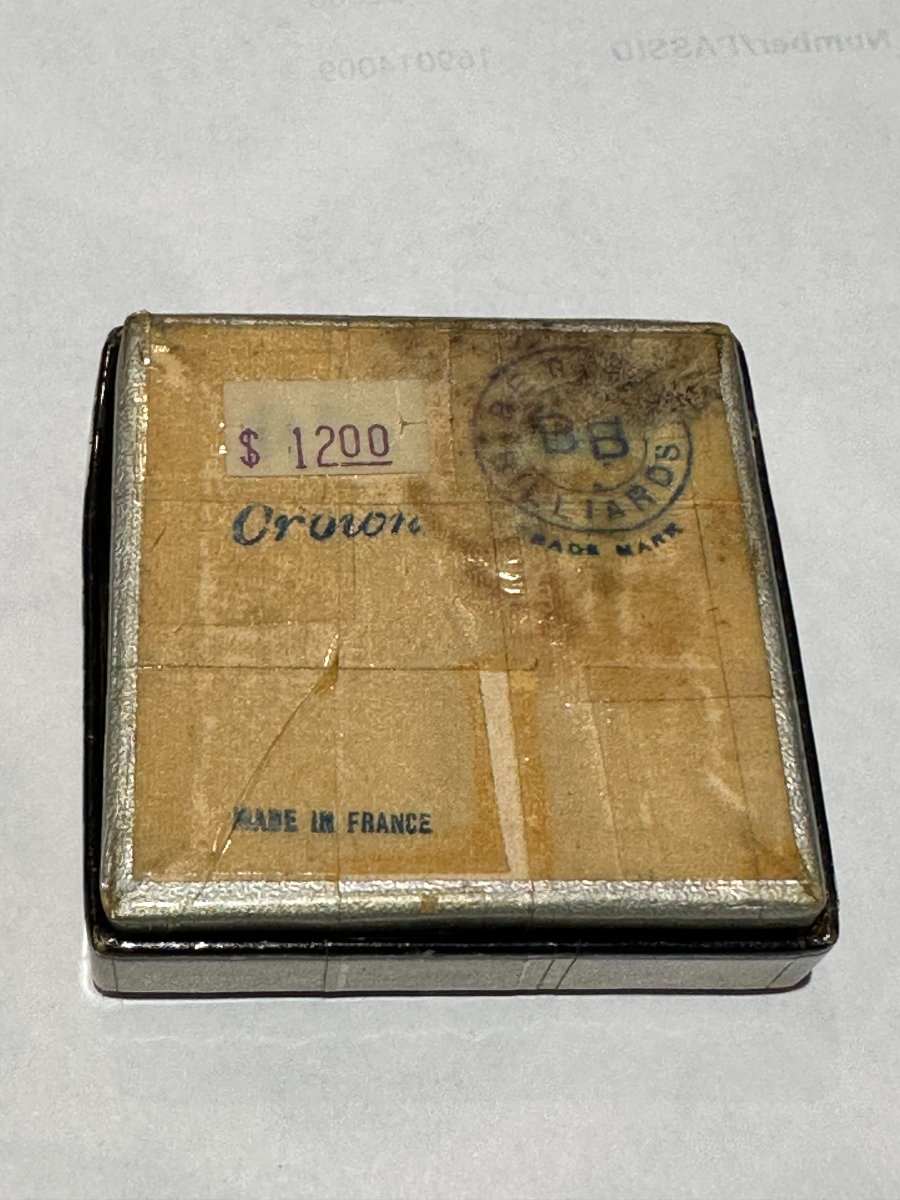 $ 1200
BB
BILLIARDS
TRADE MARK
Crown
MADE IN FRANCE